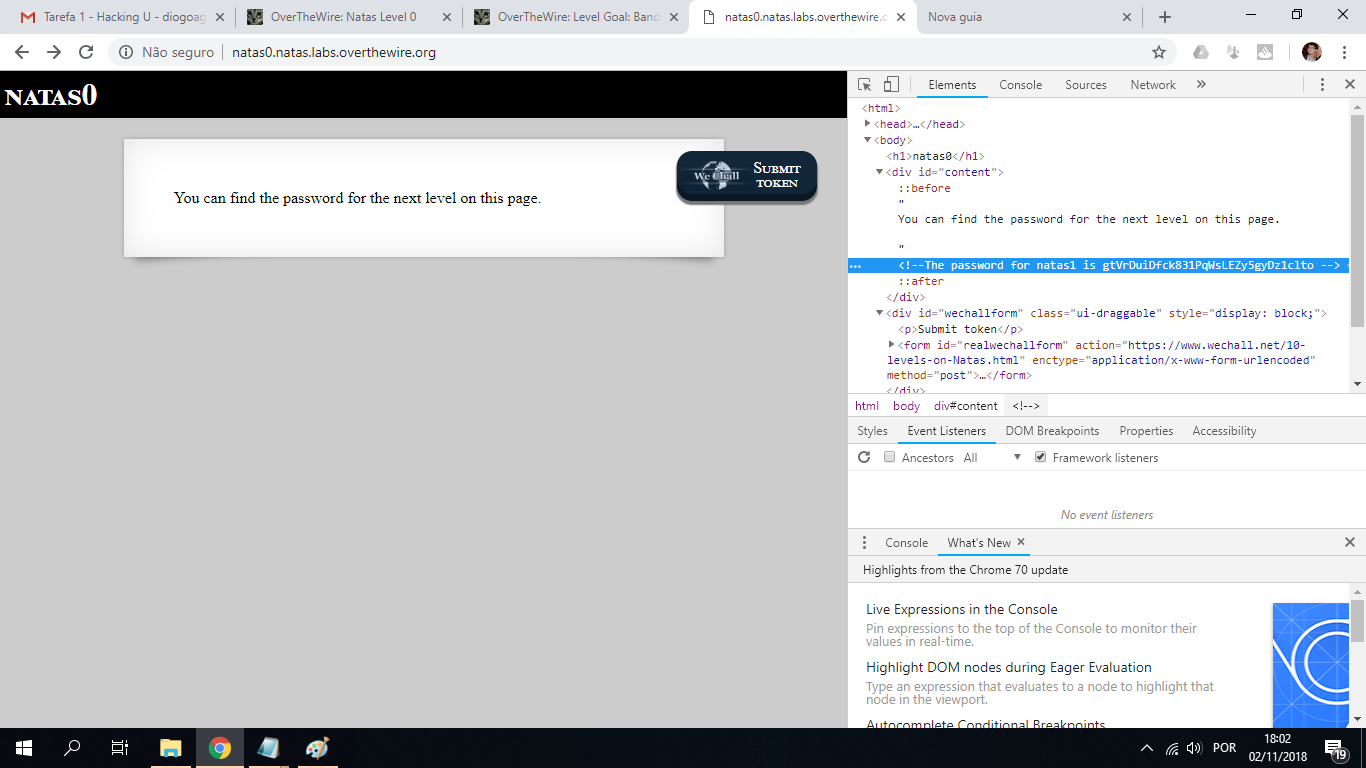 Tarefa 1 - Hacking U - diogoag
OverTheWire: Natas Level 0
OverTheWire: Level Goal: Band
natas0.natas.labs.overthewire.o
Nova guia
Não seguro
natas0.natas.labs.overthewire.org
NATAS0
You can find the password for the next level on this page.
We Chall
SUBMIT
TOKEN
Elements
Console
Sources
Network
»
<html>
<head>…</head>
<body>
<h1>natas0</h1>
<div id="content">
::before
"
You can find the password for the next level on this page.
"
<!--The password for natas1 is gtVrDuiDfck831PqWsLEZy5gyDz1clto -->
::after
</div>
<div id="wechallform" class="ui-draggable" style="display: block;">
<p>Submit token</p>
<form id="realwechallform" action="https://www.wechall.net/10-
levels-on-Natas.html" enctype="application/x-www-form-urlencoded"
method="post">…</form>
</div>
html body div#content <!-->
Styles Event Listeners DOM Breakpoints Properties Accessibility
Ancestors All Framework listeners
No event listeners
Console What's New
Highlights from the Chrome 70 update
Live Expressions in the Console
Pin expressions to the top of the Console to monitor their
values in real-time.
Highlight DOM nodes during Eager Evaluation
Type an expression that evaluates to a node to highlight that
node in the viewport.
Autocomplete Conditional Breakpoints
POR
18:02
02/11/2018
19